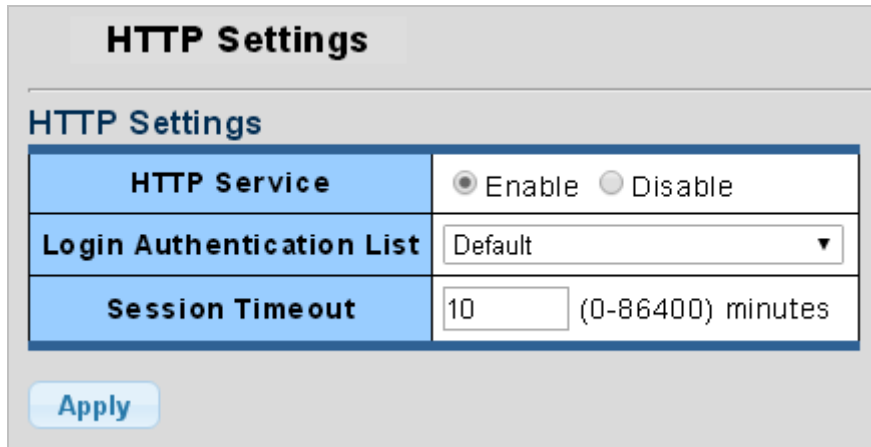 HTTP Settings
HTTP Settings
HTTP Service Enable Disable
Login Authentication List Default
Session Timeout 10 (0-86400) minutes
Apply